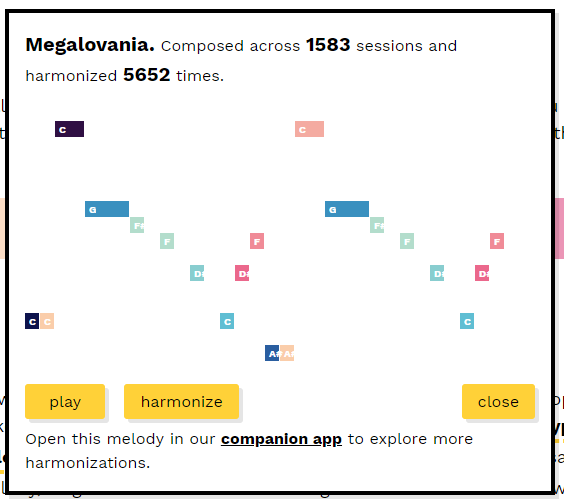 Megalovania. Composed across 1583 sessions and
harmonized 5652 times.
C C
G G
F# F#
F F F F
D# D# D# D#
C C C C
A# A#
play harmonize close
Open this melody in our companion app to explore more
harmonizations.